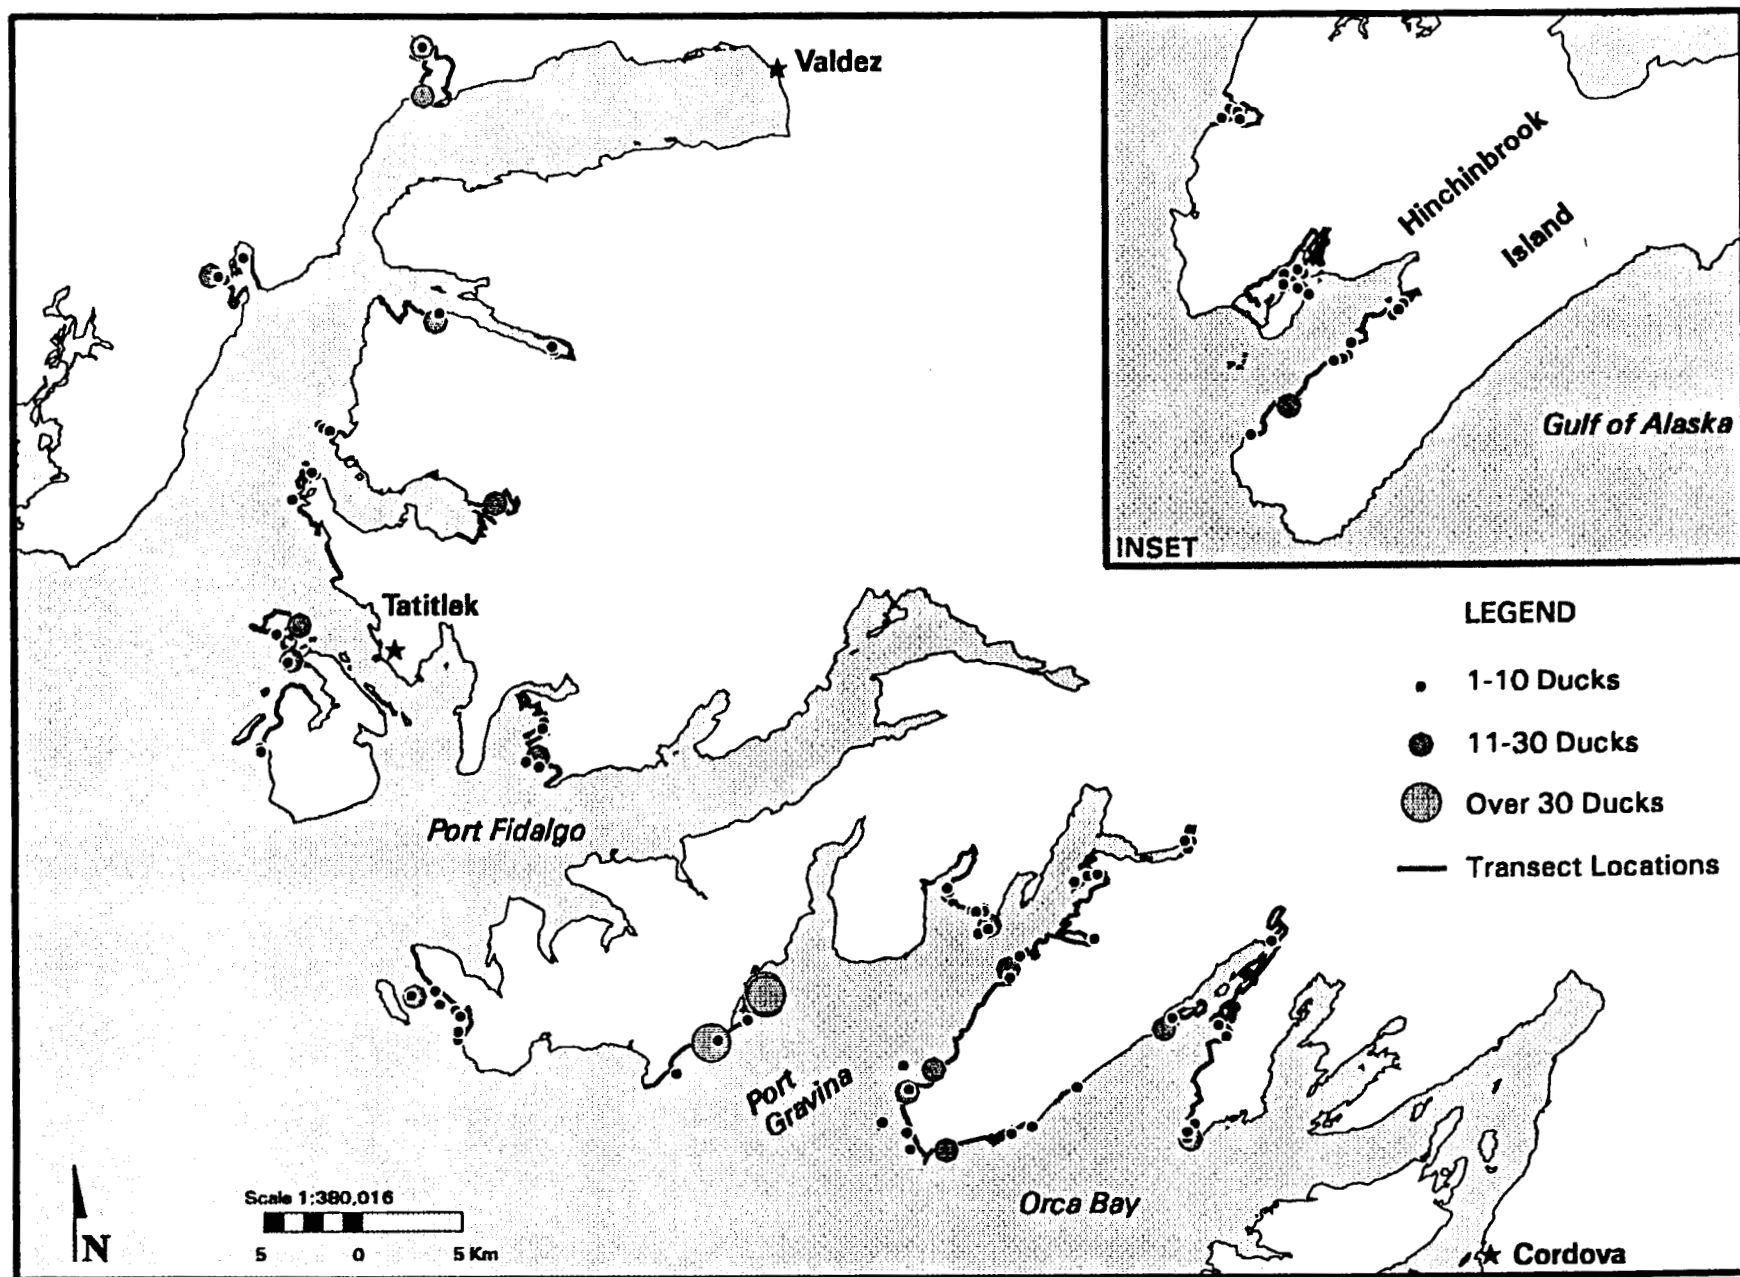 Valdez
Hinchinbrook
Island
Gulf of Alaska
INSET
Tatitlek
LEGEND
1-10 Ducks
11-30 Ducks
Over 30 Ducks
Transect Locations
Port Fidalgo
Port
Gravina
Orca Bay
Scale 1:380,016
5 0 5 Km
N
Cordova